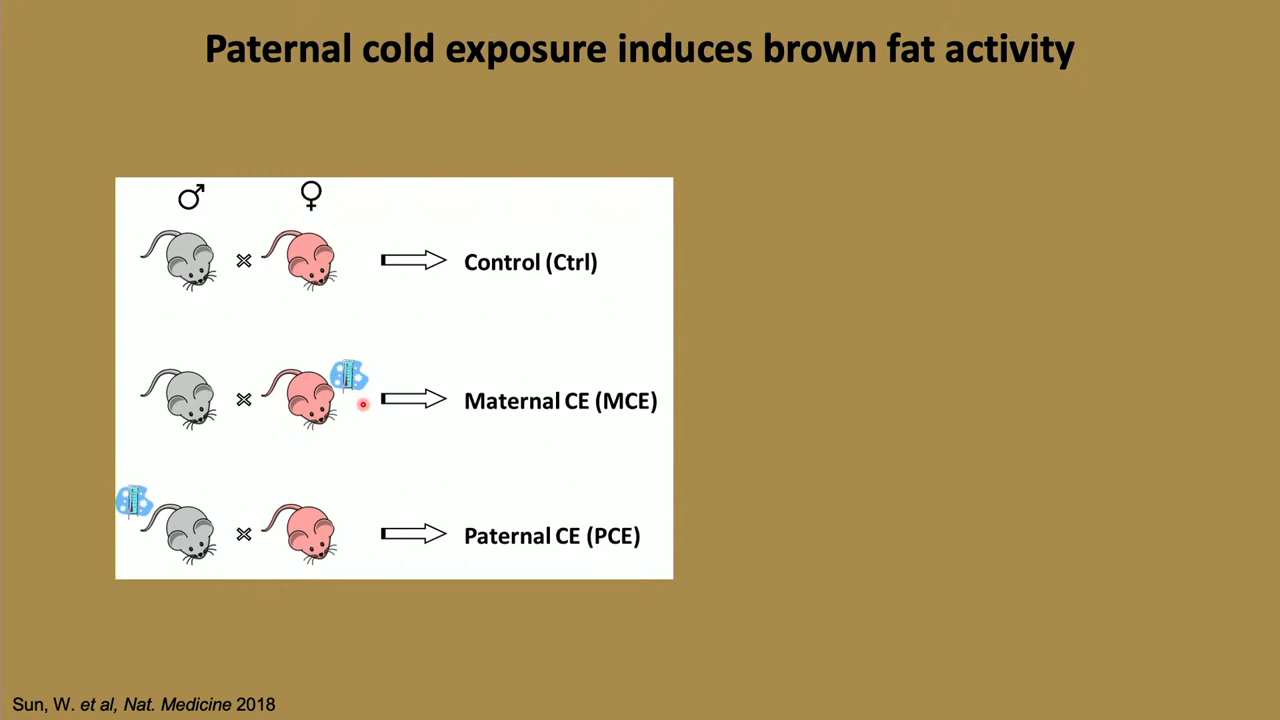 Paternal cold exposure induces brown fat activity
♂ ♀
Control (Ctrl)
Maternal CE (MCE)
Paternal CE (PCE)
Sun, W. et al, Nat. Medicine 2018